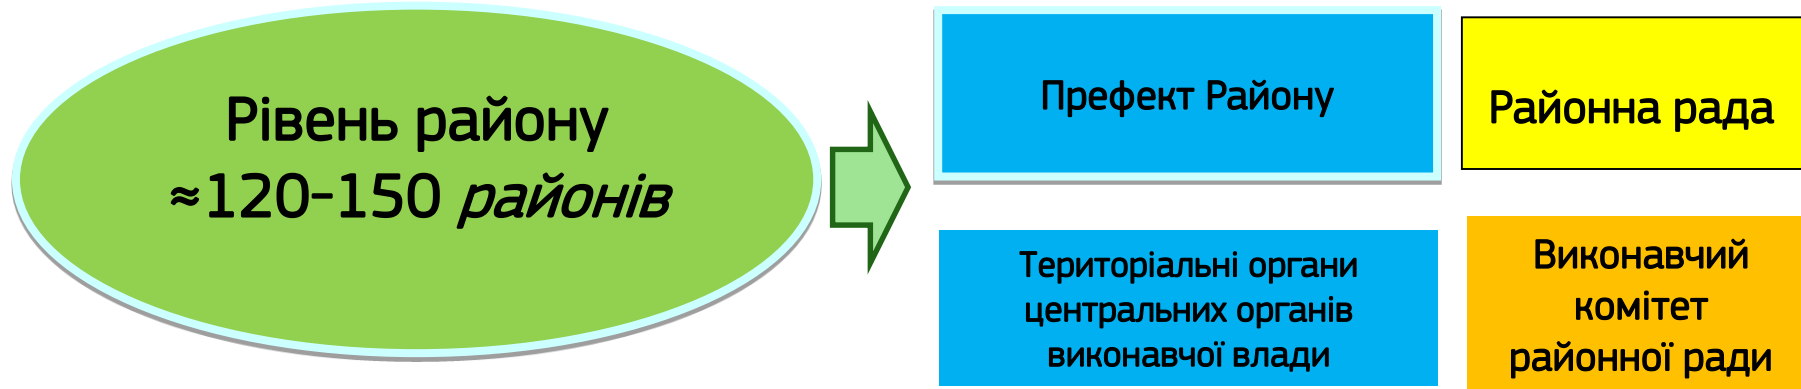 Рівень району
≈120-150 районів
Префект Району
Районна рада
Територіальні органи
центральних органів
виконавчої влади
Виконавчий
комітет
районної ради